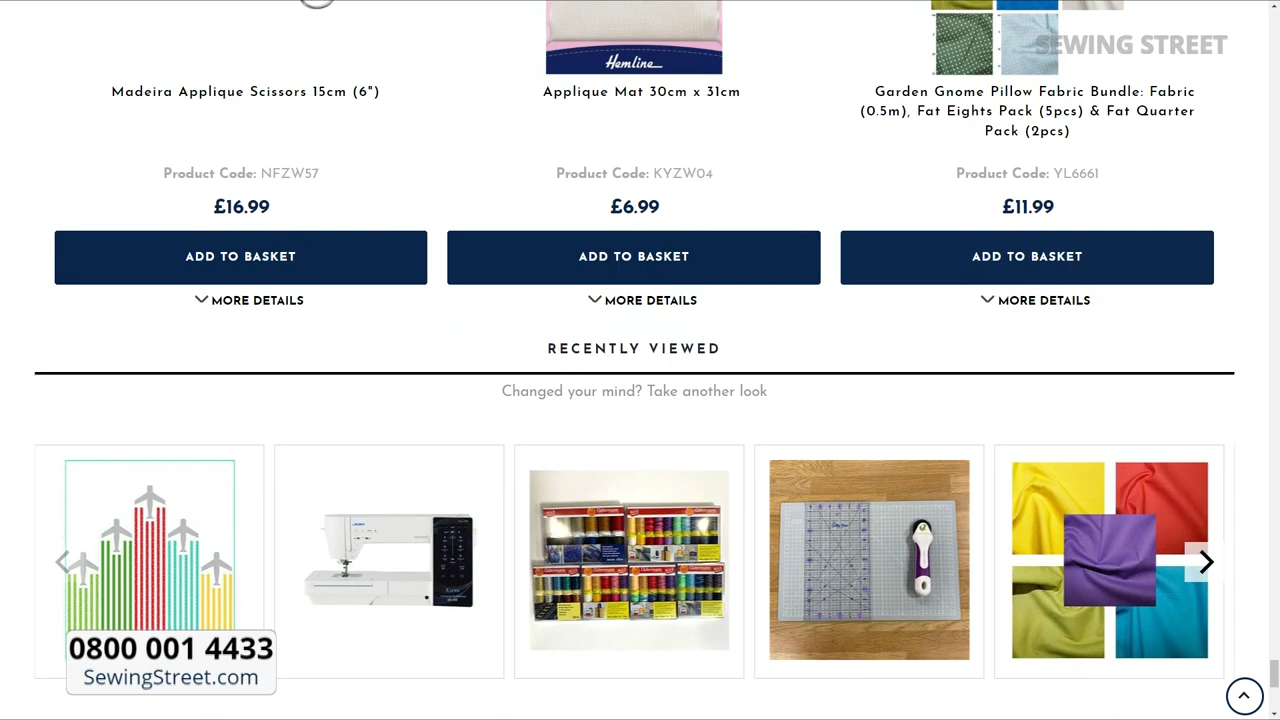 SEWING STREET
Hemline
Madeira Applique Scissors 15cm (6")
Applique Mat 30cm x 31cm
Garden Gnome Pillow Fabric Bundle: Fabric
(0.5m), Fat Eights Pack (5pcs) & Fat Quarter
Pack (2pcs)
Product Code: NFZW57
Product Code: KYZW04
Product Code: YL6661
£16.99
£6.99
£11.99
ADD TO BASKET
ADD TO BASKET
ADD TO BASKET
MORE DETAILS
MORE DETAILS
MORE DETAILS
RECENTLY VIEWED
Changed your mind? Take another look
0800 001 4433
SewingStreet.com